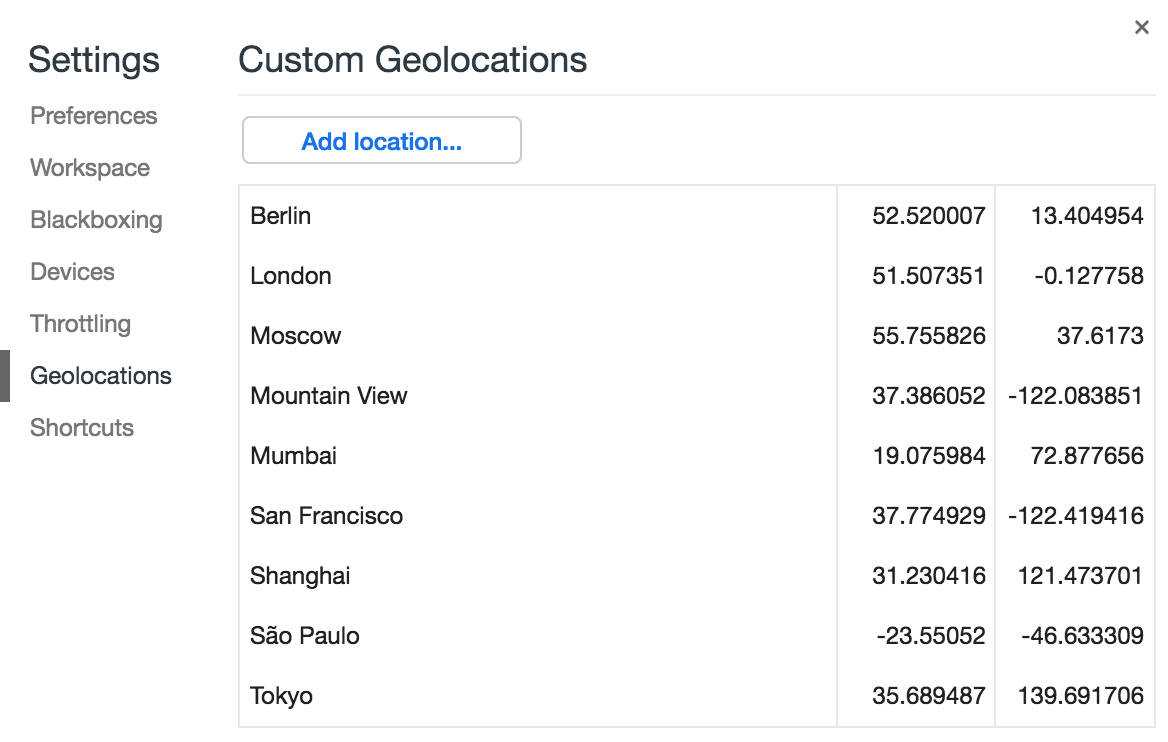 Settings
Preferences
Workspace
Blackboxing
Devices
Throttling
Geolocations
Shortcuts
Custom Geolocations
Add location...
Berlin 52.520007 13.404954
London 51.507351 -0.127758
Moscow 55.755826 37.6173
Mountain View 37.386052 -122.083851
Mumbai 19.075984 72.877656
San Francisco 37.774929 -122.419416
Shanghai 31.230416 121.473701
São Paulo -23.55052 -46.633309
Tokyo 35.689487 139.691706